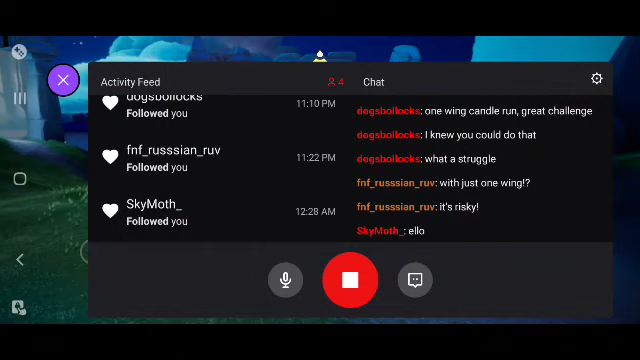 Activity Feed
4
Chat
dogsbollocks
11:10 PM
Followed you
fnf_russsian_ruv
11:22 PM
Followed you
SkyMoth_
12:28 AM
Followed you
dogsbollocks: one wing candle run, great challenge
dogsbollocks: I knew you could do that
dogsbollocks: what a struggle
fnf_russsian_ruv: with just one wing!?
fnf_russsian_ruv: it's risky!
SkyMoth_: ello